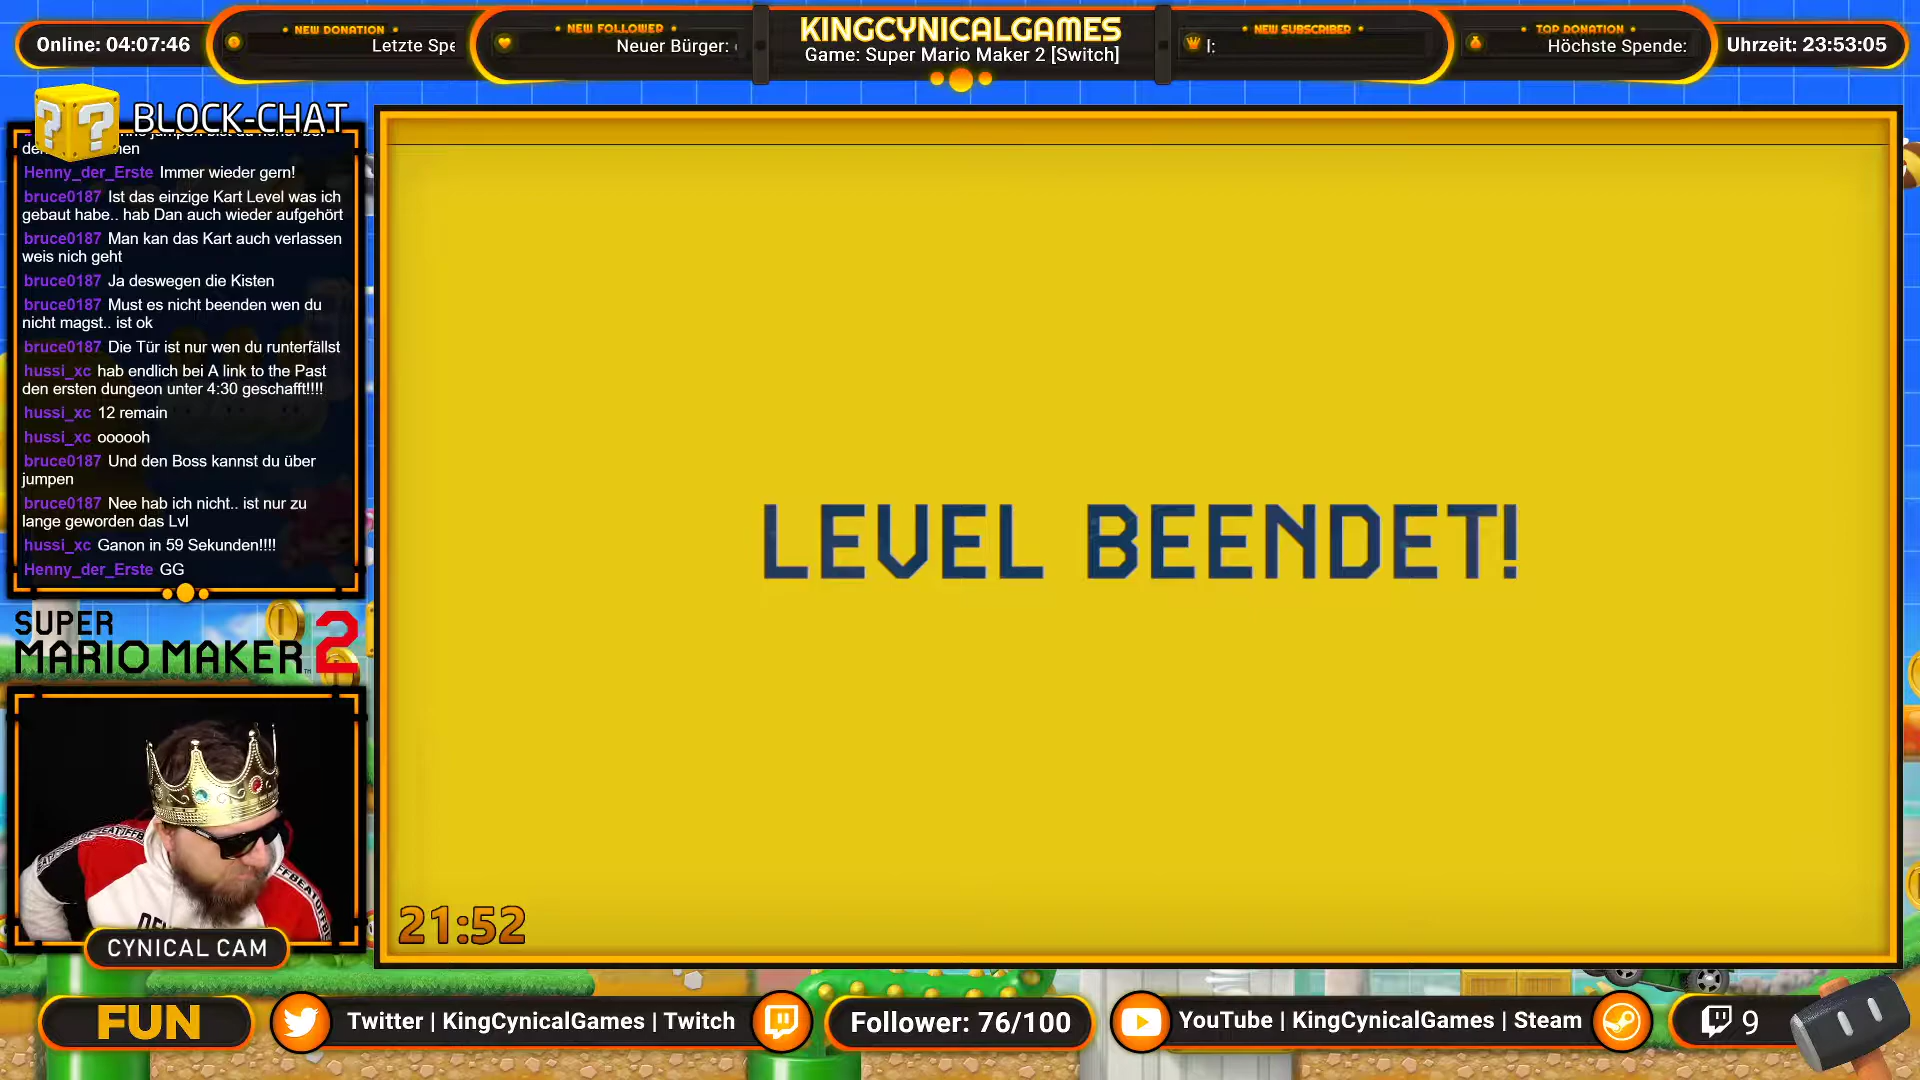 Online: 04:07:46
NEW DONATION
Letzte Spe
NEW FOLLOWER
Neuer Bürger:
KINGCYNICALGAMES
Game: Super Mario Maker 2 [Switch]
NEW SUBSCRIBER
l:
TOP DONATION
Höchste Spende:
Uhrzeit: 23:53:05
BLOCK-CHAT
Henny_der_Erste Immer wieder gern!
bruce0187 Ist das einzige Kart Level was ich
gebaut habe.. hab Dan auch wieder aufgehört
bruce0187 Man kan das Kart auch verlassen
weis nich geht
bruce0187 Ja deswegen die Kisten
bruce0187 Must es nicht beenden wen du
nicht magst.. ist ok
bruce0187 Die Tür ist nur wen du runterfällst
hussi_xc hab endlich bei A link to the Past
den ersten dungeon unter 4:30 geschafft!!!!
hussi_xc 12 remain
hussi_xc oooooh
bruce0187 Und den Boss kannst du über
jumpen
bruce0187 Nee hab ich nicht.. ist nur zu
lange geworden das Lvl
hussi_xc Ganon in 59 Sekunden!!!!
Henny_der_Erste GG
SUPER
MARIO MAKER 2
LEVEL BEENDET!
21:52
CYNICAL CAM
FUN
Twitter | KingCynicalGames | Twitch
Follower: 76/100
YouTube | KingCynicalGames | Steam
9